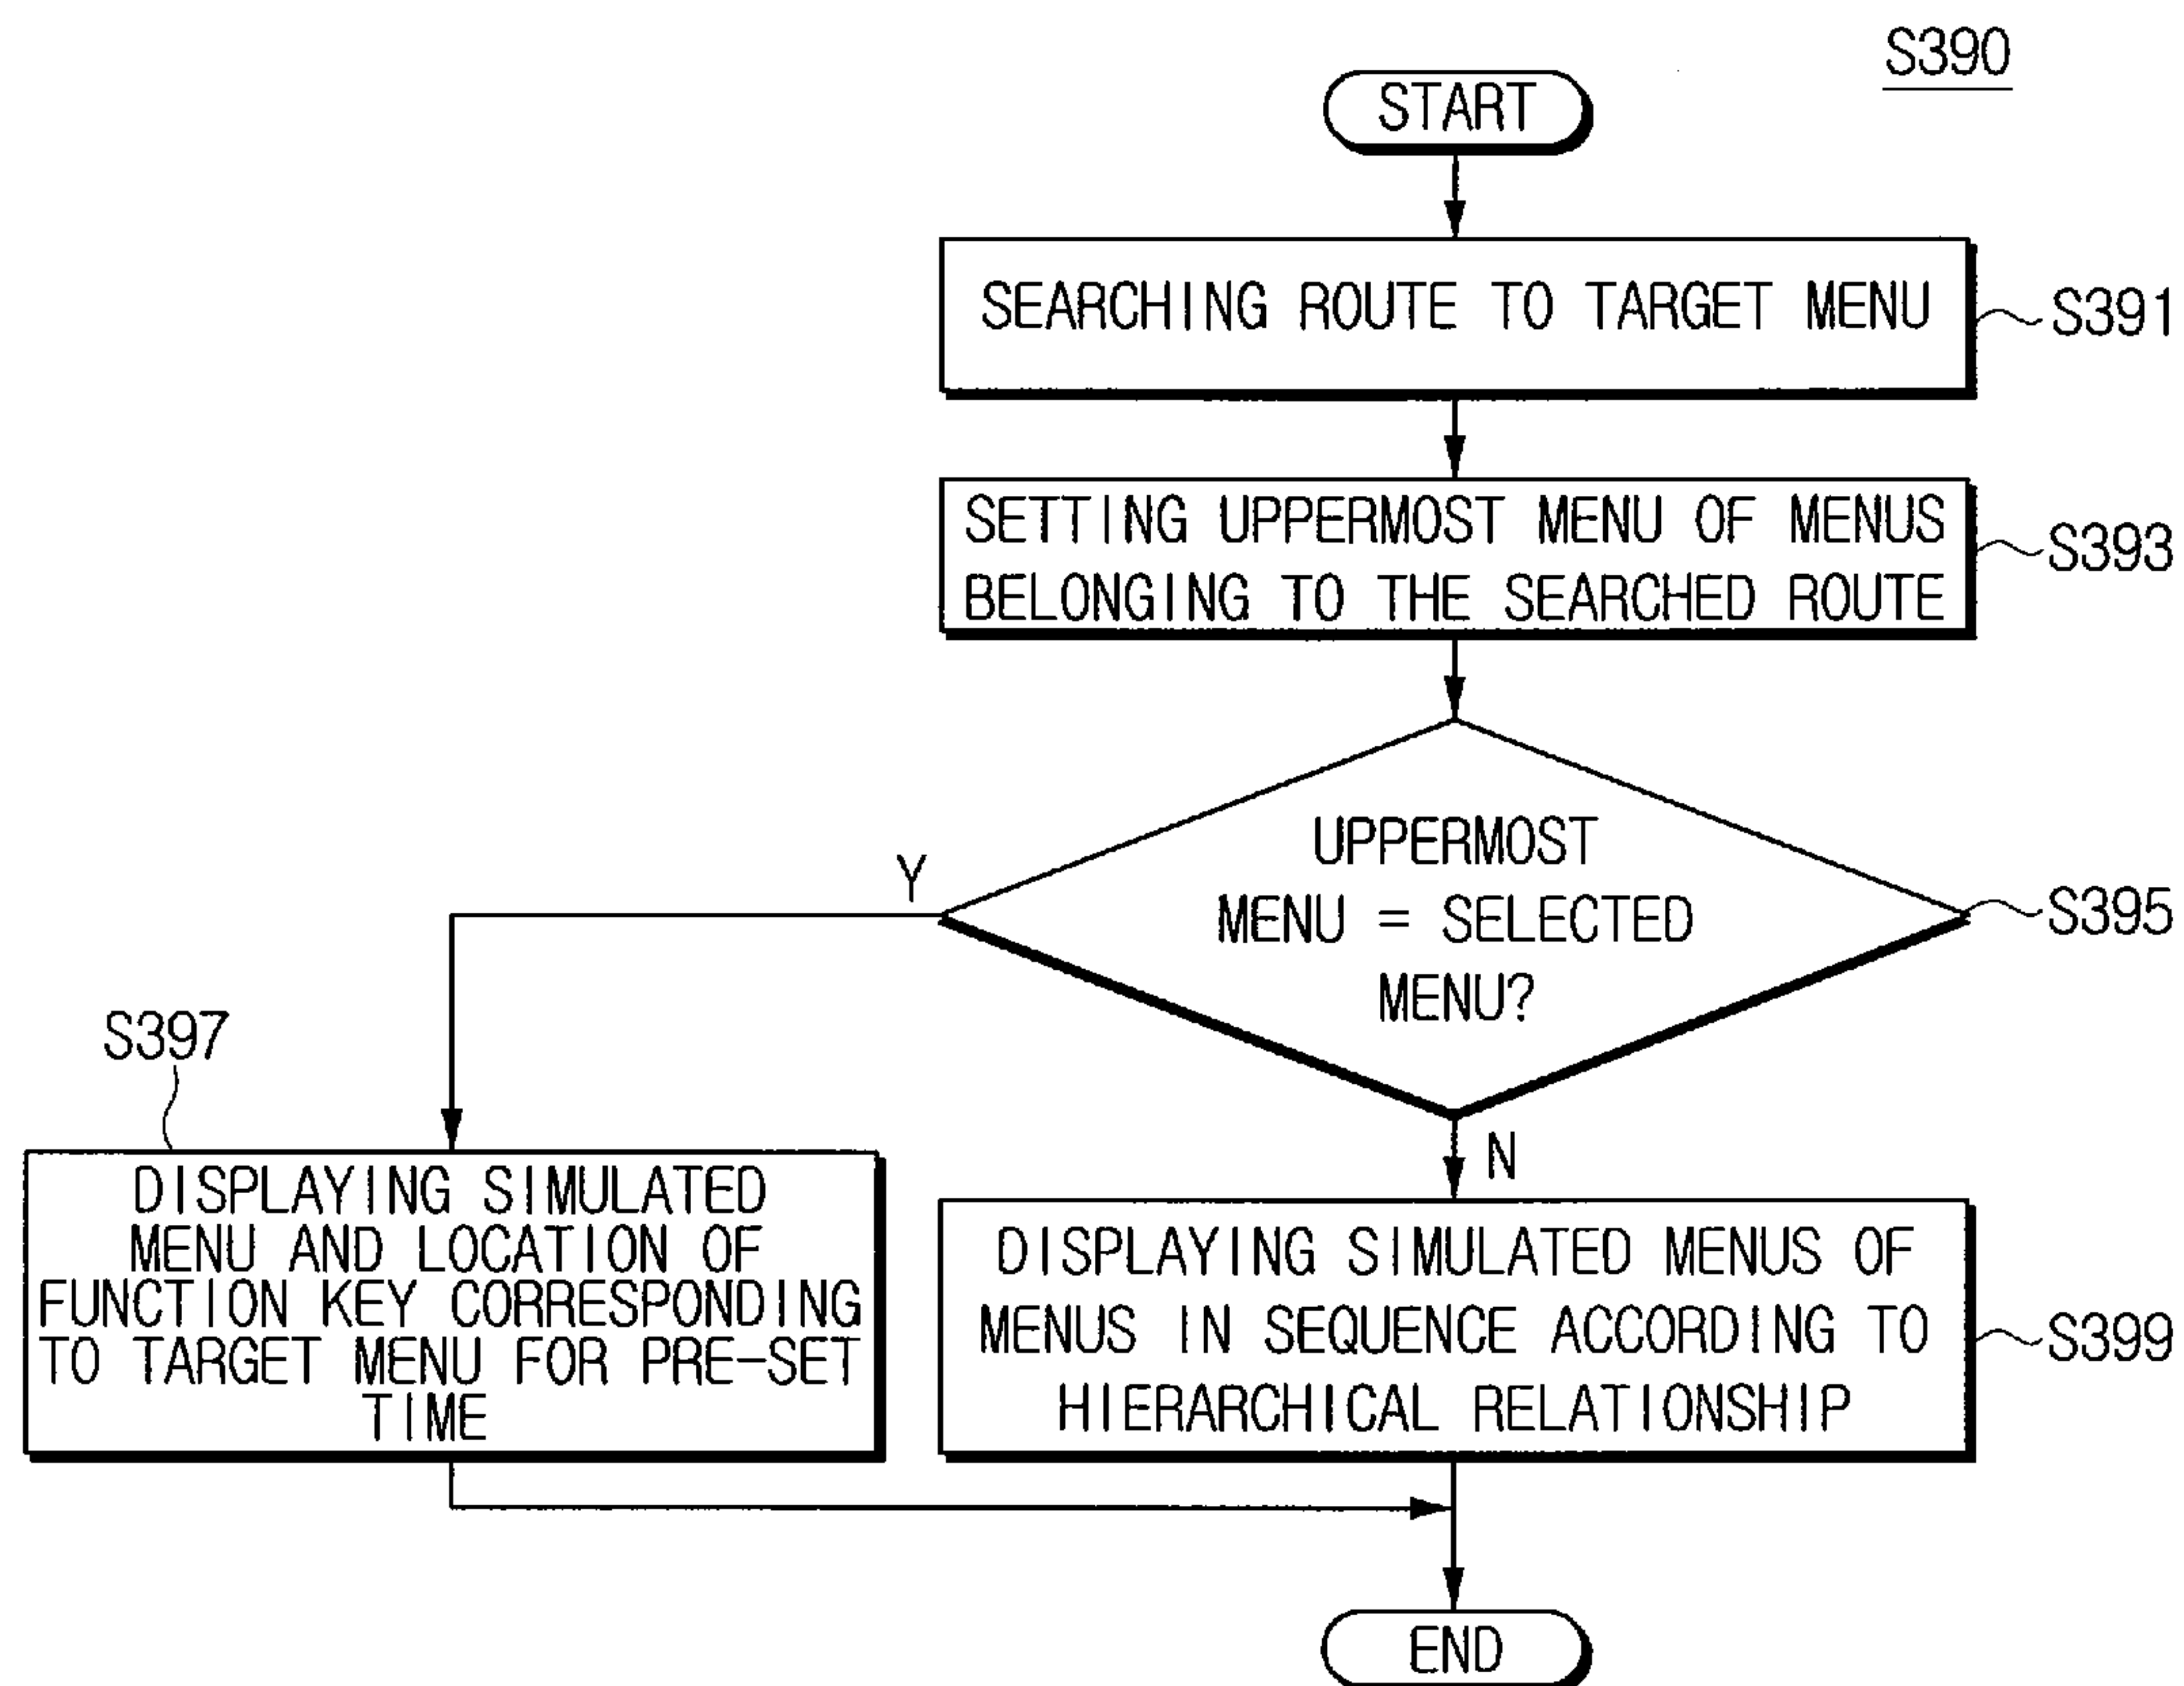 S390
START
SEARCHING ROUTE TO TARGET MENU
S391
SETTING UPPERMOST MENU OF MENUS
BELONGING TO THE SEARCHED ROUTE
S393
UPPERMOST
MENU = SELECTED
MENU?
S395
Y
N
S397
DISPLAYING SIMULATED
MENU AND LOCATION OF
FUNCTION KEY CORRESPONDING
TO TARGET MENU FOR PRE-SET
TIME
DISPLAYING SIMULATED MENUS OF
MENUS IN SEQUENCE ACCORDING TO
HIERARCHICAL RELATIONSHIP
S399
END